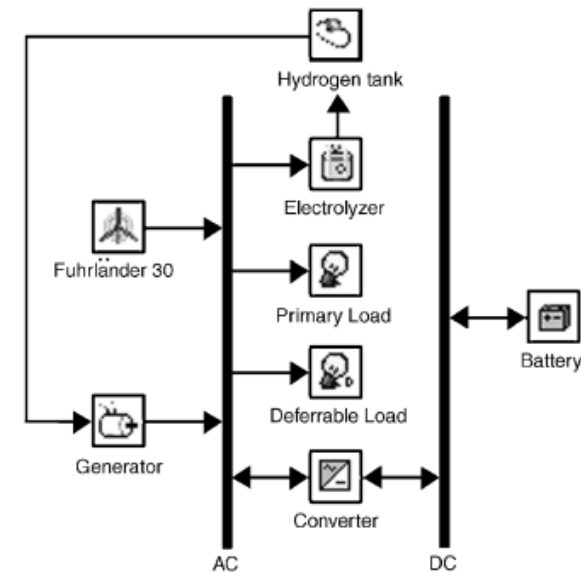 Hydrogen tank
Electrolyzer
Fuhrländer 30
Primary Load
Battery
Deferrable Load
Generator
Converter
AC
DC